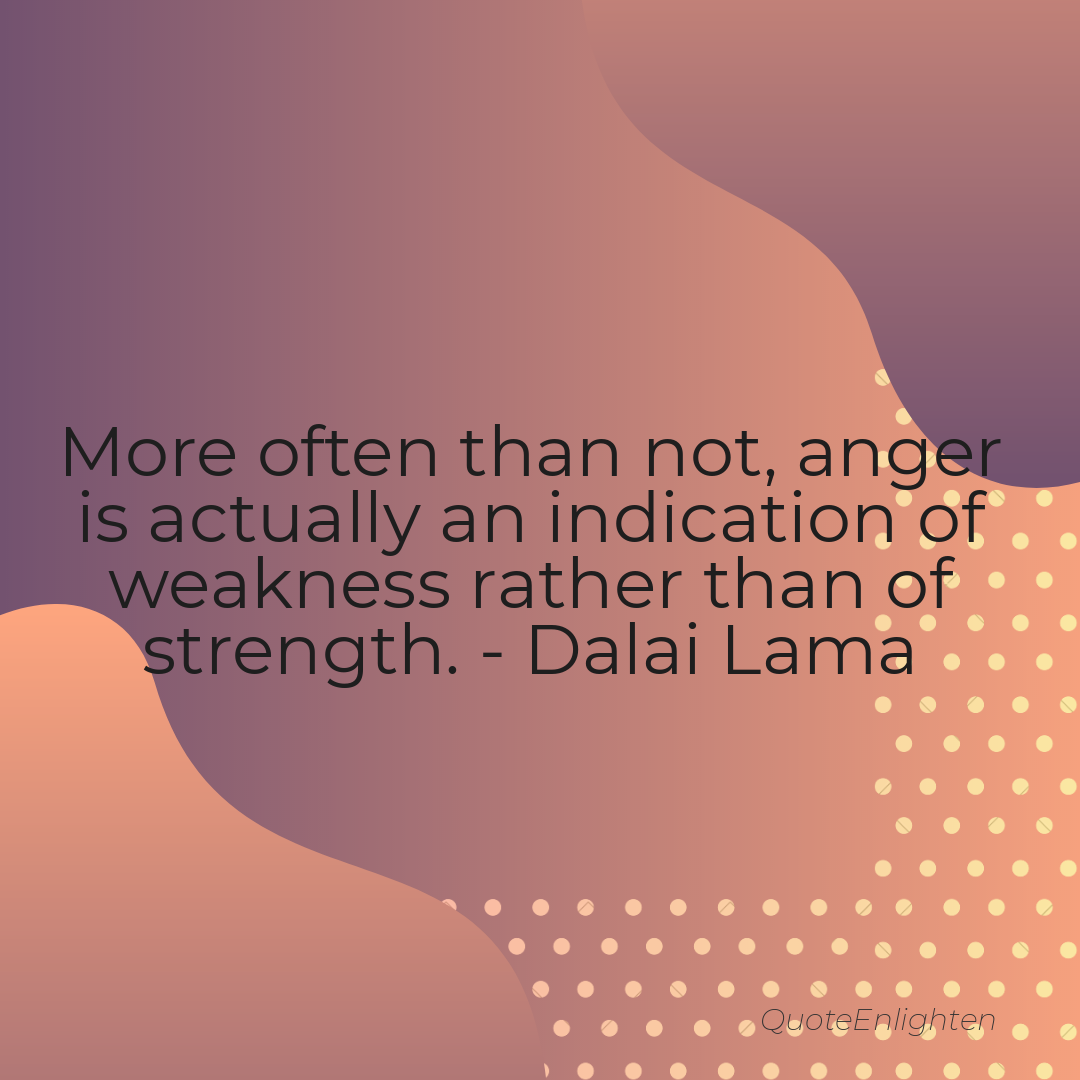 More often than not, anger
is actually an indication of
weakness rather than of
strength. - Dalai Lama
QuoteEnlighten